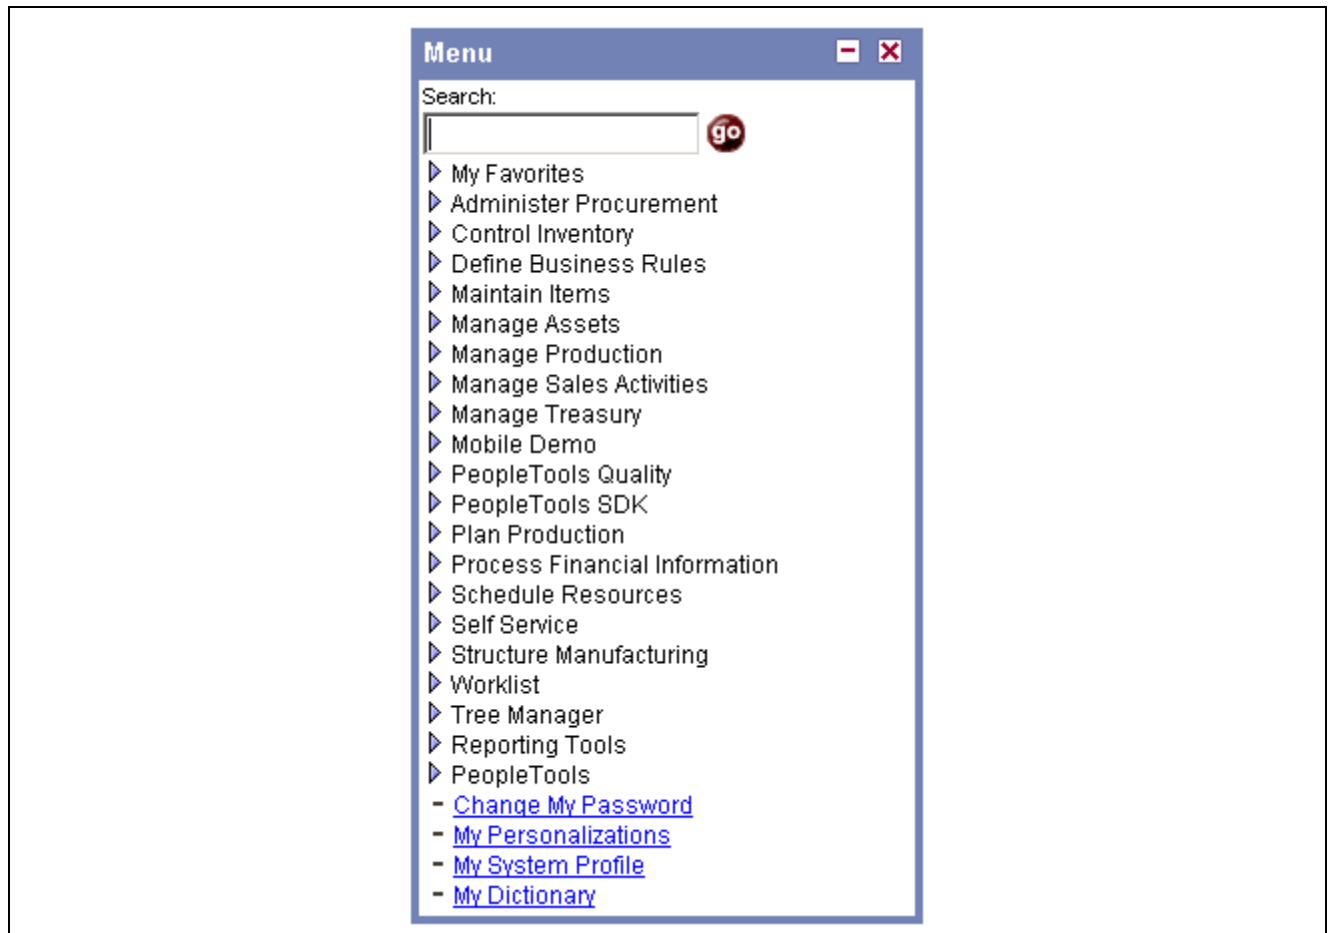 Menu
Search:
go
My Favorites
Administer Procurement
Control Inventory
Define Business Rules
Maintain Items
Manage Assets
Manage Production
Manage Sales Activities
Manage Treasury
Mobile Demo
PeopleTools Quality
PeopleTools SDK
Plan Production
Process Financial Information
Schedule Resources
Self Service
Structure Manufacturing
Worklist
Tree Manager
Reporting Tools
PeopleTools
- Change My Password
- My Personalizations
- My System Profile
- My Dictionary